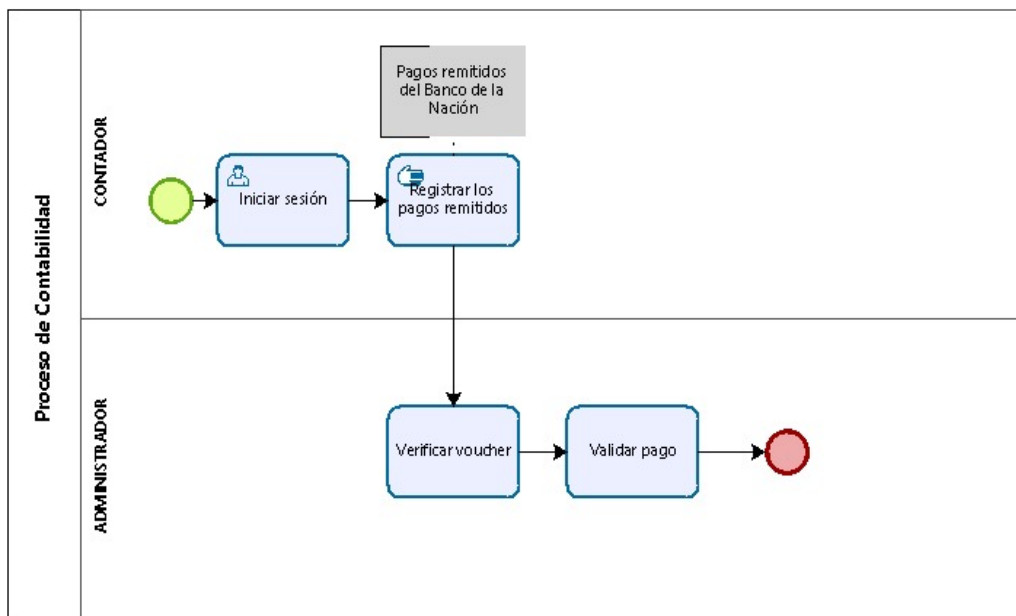 Proceso de Contabilidad
CONTADOR
Pagos remitidos
del Banco de la
Nación
Iniciar sesión
Registrar los
pagos remitidos
ADMINISTRADOR
Verificar voucher
Validar pago